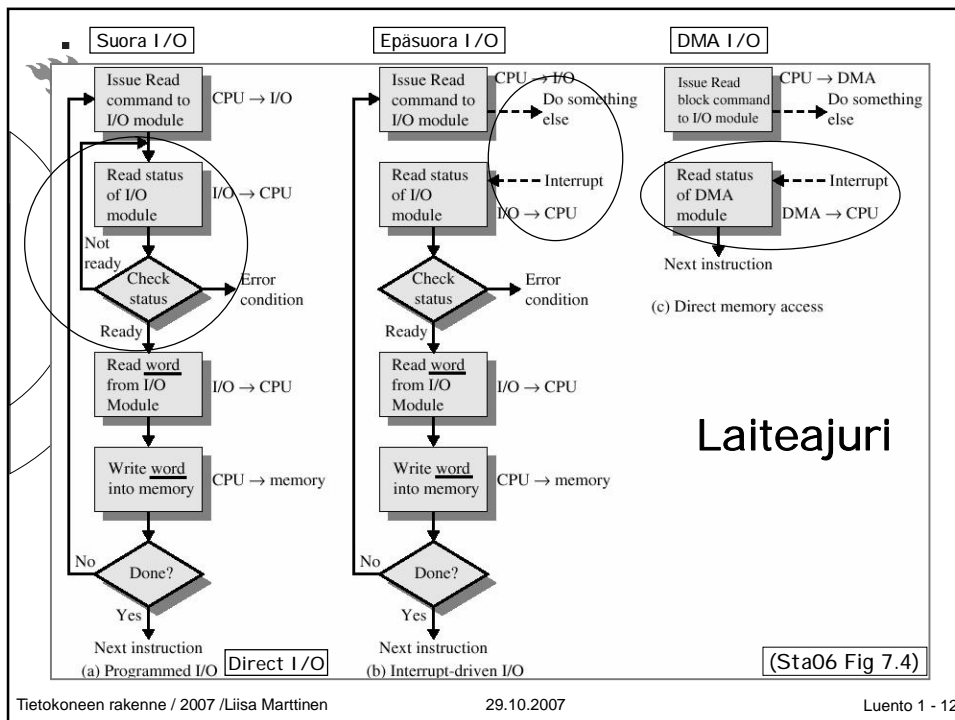 Suora I/O
Issue Read
command to
I/O module
CPU → I/O
Read status
of I/O
module
I/O → CPU
Not
ready
Check
status
Error
condition
Ready
Read word
from I/O
Module
I/O → CPU
Write word
into memory
CPU → memory
No
Done?
Yes
Next instruction
(a) Programmed I/O
Direct I/O
Epäsuora I/O
Issue Read
command to
I/O module
CPU → I/O
Do something
else
Read status
of I/O
module
Interrupt
I/O → CPU
Check
status
Error
condition
Ready
Read word
from I/O
Module
I/O → CPU
Write word
into memory
CPU → memory
No
Done?
Yes
Next instruction
(b) Interrupt-driven I/O
DMA I/O
Issue Read
block command
to I/O module
CPU → DMA
Do something
else
Read status
of DMA
module
Interrupt
DMA → CPU
Next instruction
(c) Direct memory access
Laiteajuri
(Sta06 Fig 7.4)
Tietokoneen rakenne / 2007 /Liisa Marttinen
29.10.2007
Luento 1 - 12